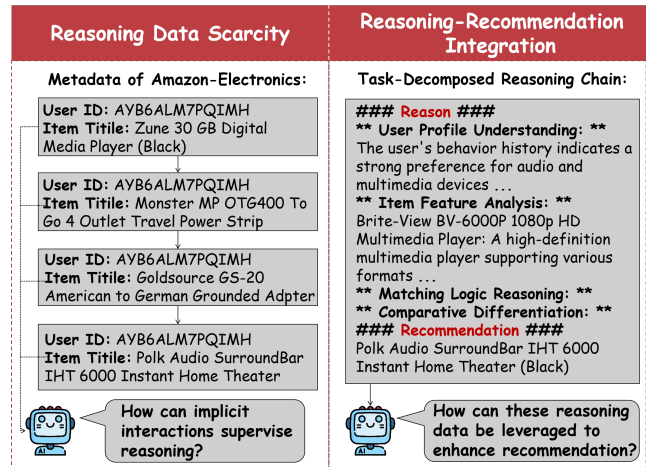 Reasoning Data Scarcity
Metadata of Amazon-Electronics:
User ID: AYB6ALM7PQIMH
Item Titile: Zune 30 GB Digital
Media Player (Black)
User ID: AYB6ALM7PQIMH
Item Titile: Monster MP OTG400 To
Go 4 Outlet Travel Power Strip
User ID: AYB6ALM7PQIMH
Item Titile: Goldsource GS-20
American to German Grounded Adpter
User ID: AYB6ALM7PQIMH
Item Titile: Polk Audio SurroundBar
IHT 6000 Instant Home Theater
AI
How can implicit
interactions supervise
reasoning?
Reasoning-Recommendation
Integration
Task-Decomposed Reasoning Chain:
### Reason ###
** User Profile Understanding: **
The user's behavior history indicates a
strong preference for audio and
multimedia devices ...
** Item Feature Analysis: **
Brite-View BV-6000P 1080p HD
Multimedia Player: A high-definition
multimedia player supporting various
formats ...
** Matching Logic Reasoning: **
** Comparative Differentiation: **
### Recommendation ###
Polk Audio SurroundBar IHT 6000
Instant Home Theater (Black)
AI
How can these reasoning
data be leveraged to
enhance recommendation?